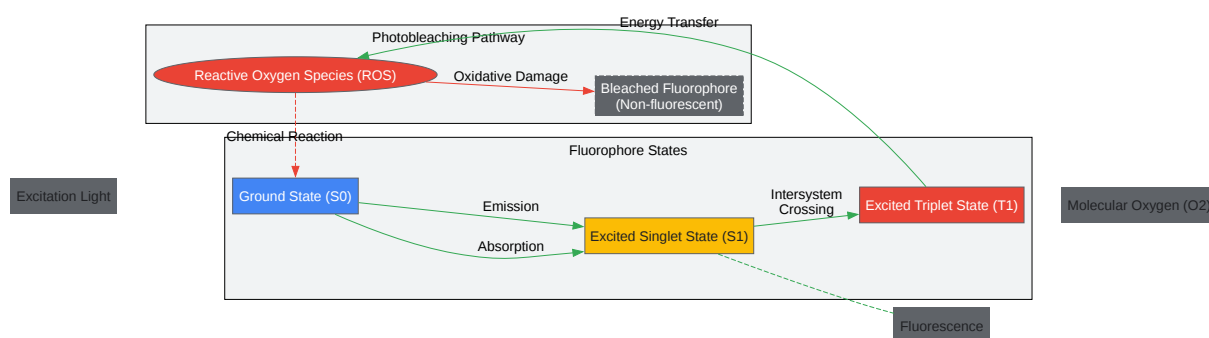 Energy Transfer
Photobleaching Pathway
Reactive Oxygen Species (ROS)
Oxidative Damage
Bleached Fluorophore
(Non-fluorescent)
Chemical Reaction
Fluorophore States
Excitation Light
Ground State (S0)
Emission
Absorption
Excited Singlet State (S1)
Intersystem
Crossing
Excited Triplet State (T1)
Molecular Oxygen (O2)
Fluorescence